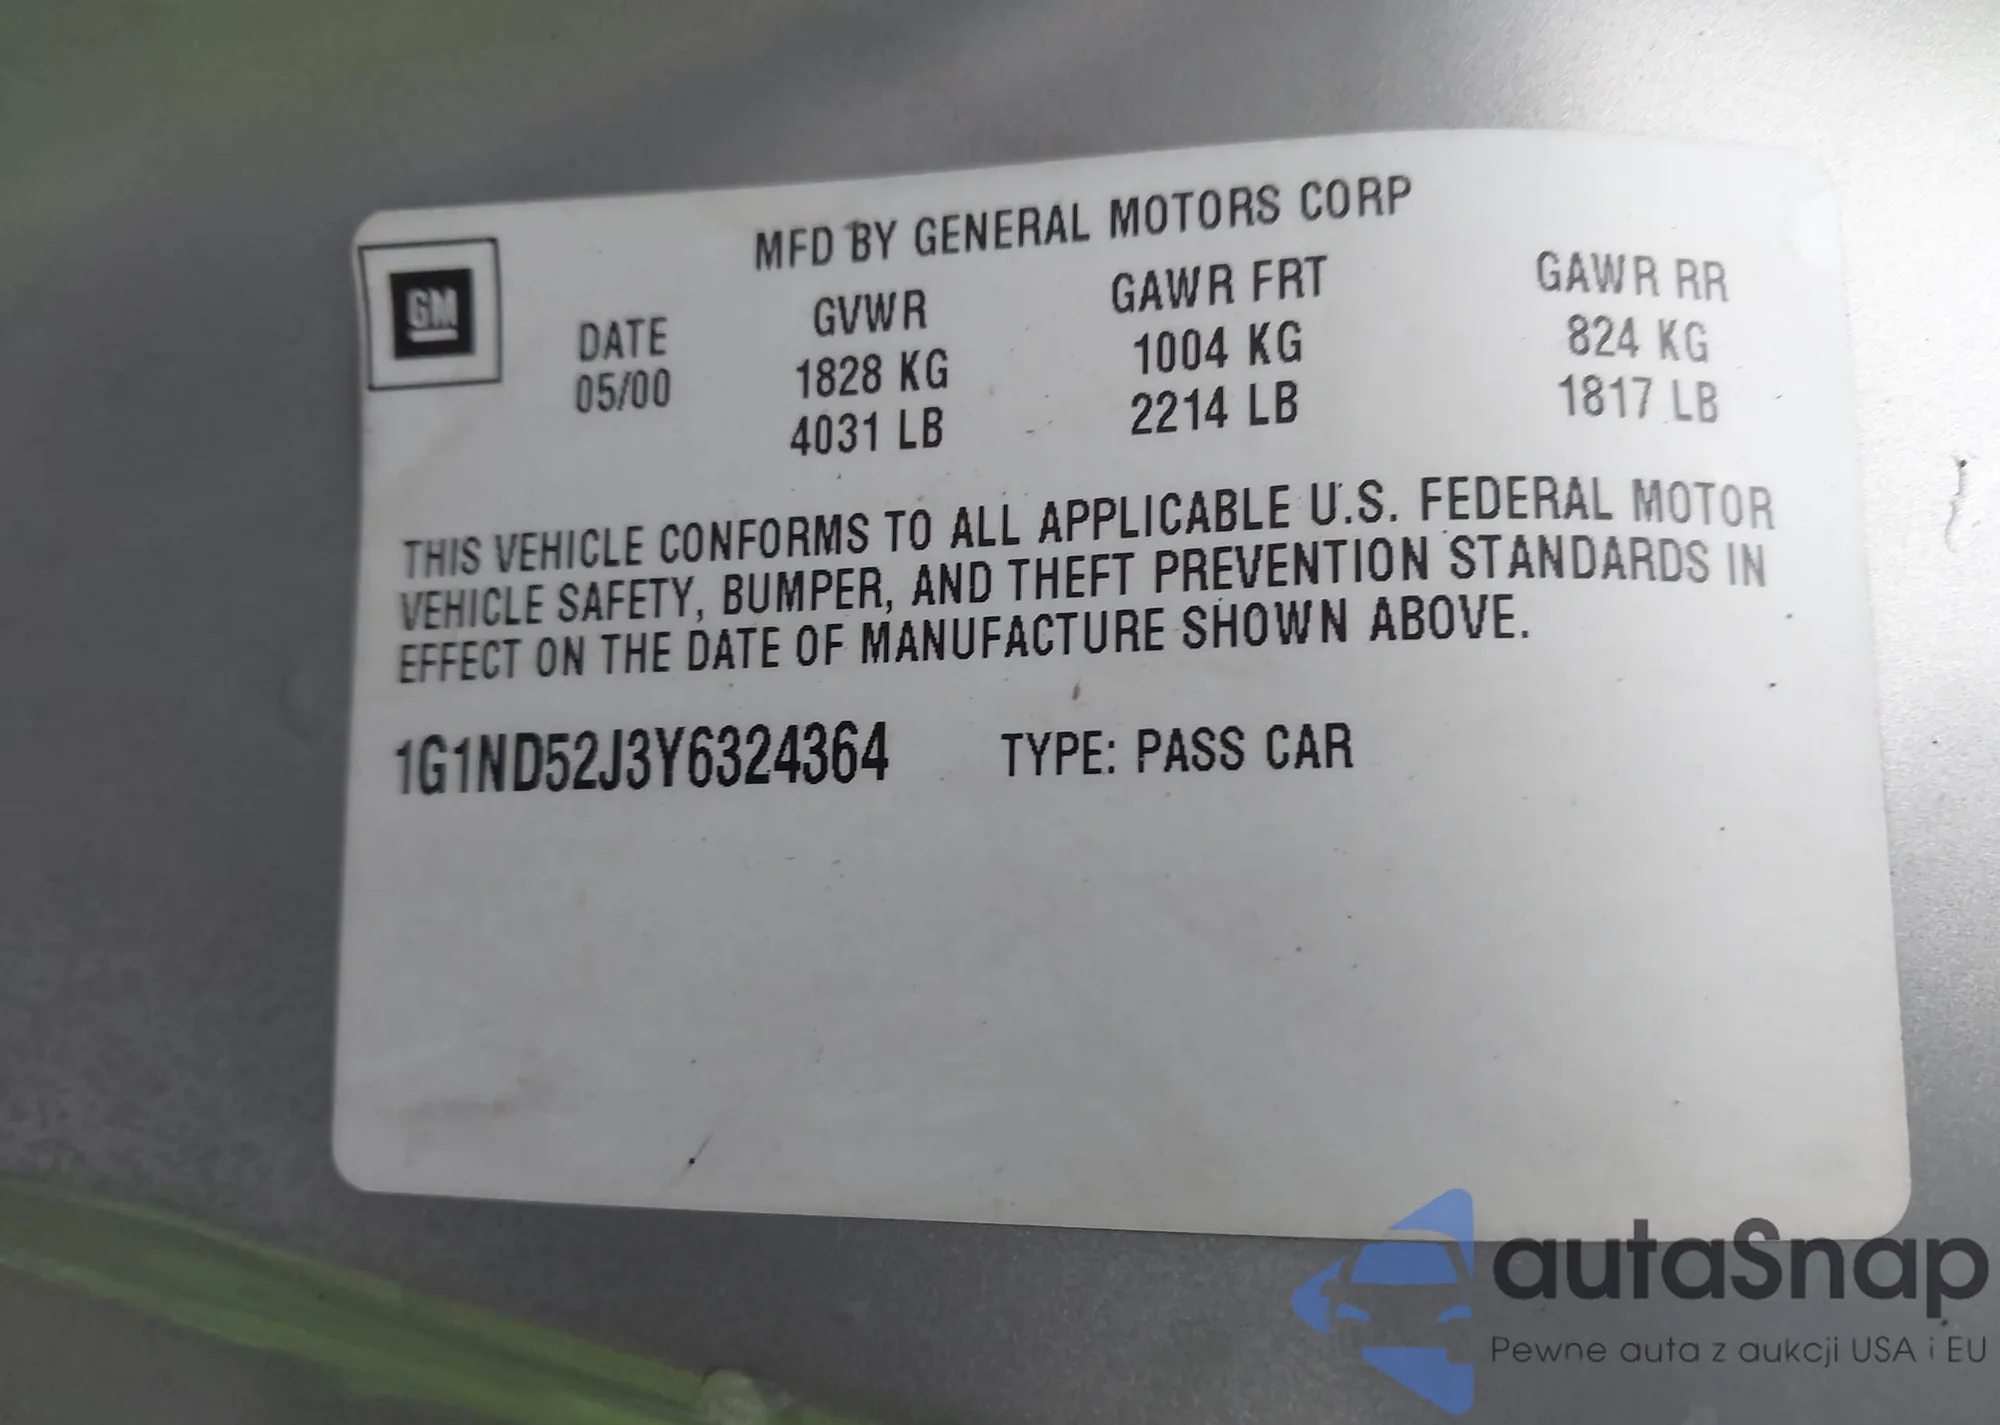 MFD BY GENERAL MOTORS CORP
GM
DATE GVWR GAWR FRT GAWR RR
05/00 1828 KG 1004 KG 824 KG
4031 LB 2214 LB 1817 LB
THIS VEHICLE CONFORMS TO ALL APPLICABLE U.S. FEDERAL MOTOR
VEHICLE SAFETY, BUMPER, AND THEFT PREVENTION STANDARDS IN
EFFECT ON THE DATE OF MANUFACTURE SHOWN ABOVE.
1G1ND52J3Y6324364 TYPE: PASS CAR
autaSnap
Pewne auta z aukcji USA i EU